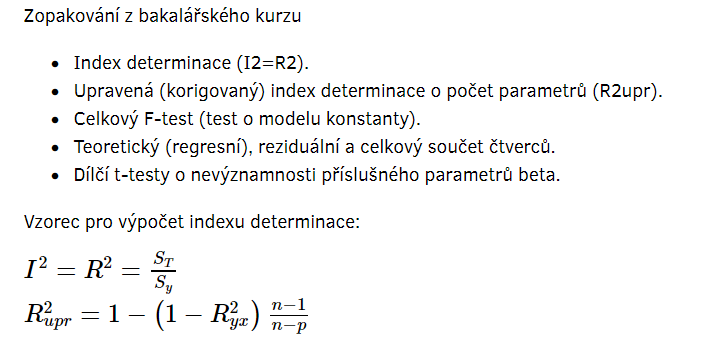 Zopakování z bakalářského kurzu
• Index determinace (I2=R2).
• Upravená (korigovaný) index determinace o počet parametrů (R2upr).
• Celkový F-test (test o modelu konstanty).
• Teoretický (regresní), reziduální a celkový součet čtverců.
• Dílčí t-testy o nevýznamnosti příslušného parametrů beta.
Vzorec pro výpočet indexu determinace:
$I^2 = R^2 = \frac{S_T}{S_y}$
$R^2_{upr} = 1 - \left(1 - R^2_{yx}\right) \frac{n-1}{n-p}$